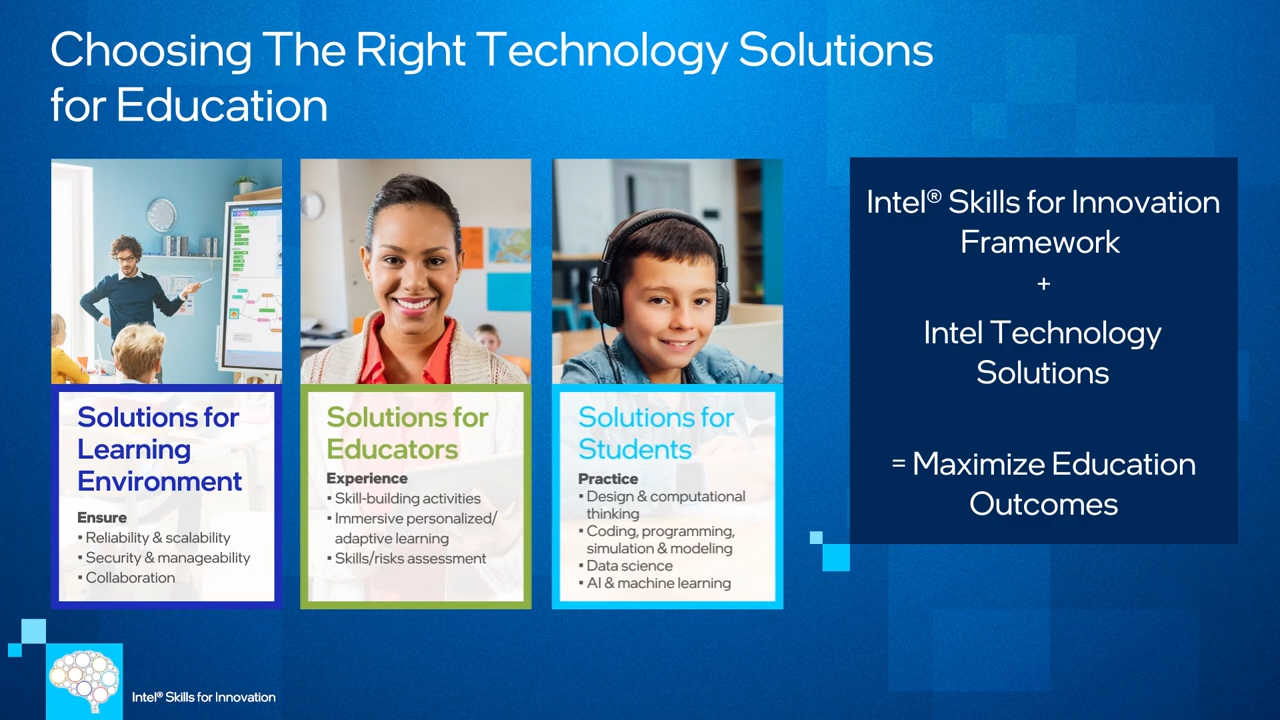 Choosing The Right Technology Solutions
for Education
Solutions for
Learning
Environment
Ensure
▪ Reliability & scalability
▪ Security & manageability
▪ Collaboration
Solutions for
Educators
Experience
▪ Skill-building activities
▪ Immersive personalized/
adaptive learning
▪ Skills/risks assessment
Solutions for
Students
Practice
▪ Design & computational
thinking
▪ Coding, programming,
simulation & modeling
▪ Data science
▪ AI & machine learning
Intel® Skills for Innovation
Framework
+
Intel Technology
Solutions
= Maximize Education
Outcomes
Intel® Skills for Innovation